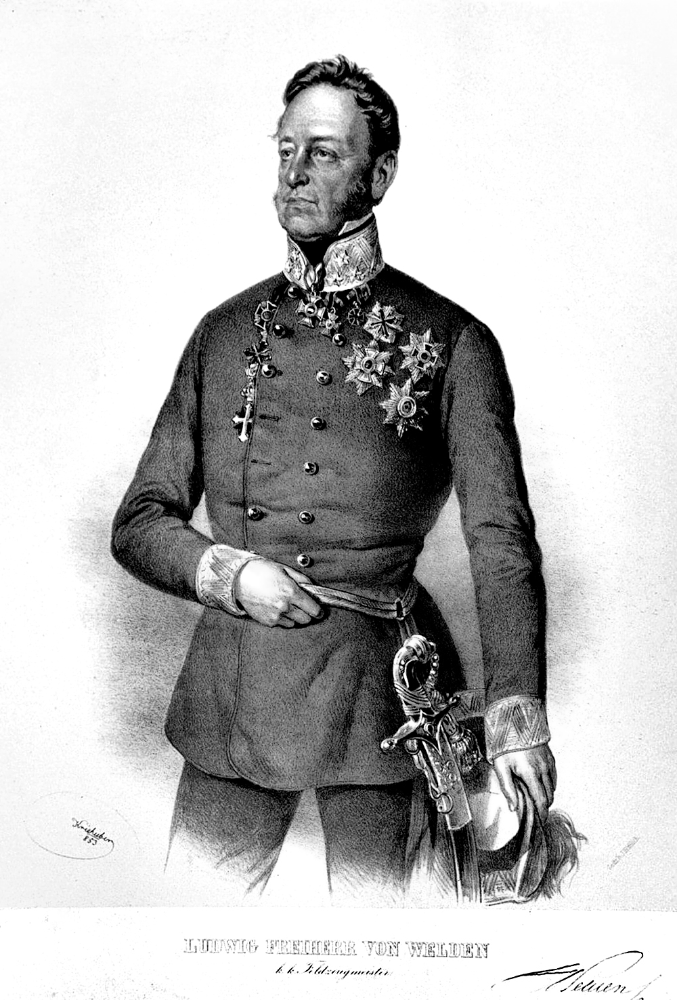 Kriehuber
853
LUDWIG FREIHERR VON WELDEN
k. k. Feldzeugmeister.
Welden